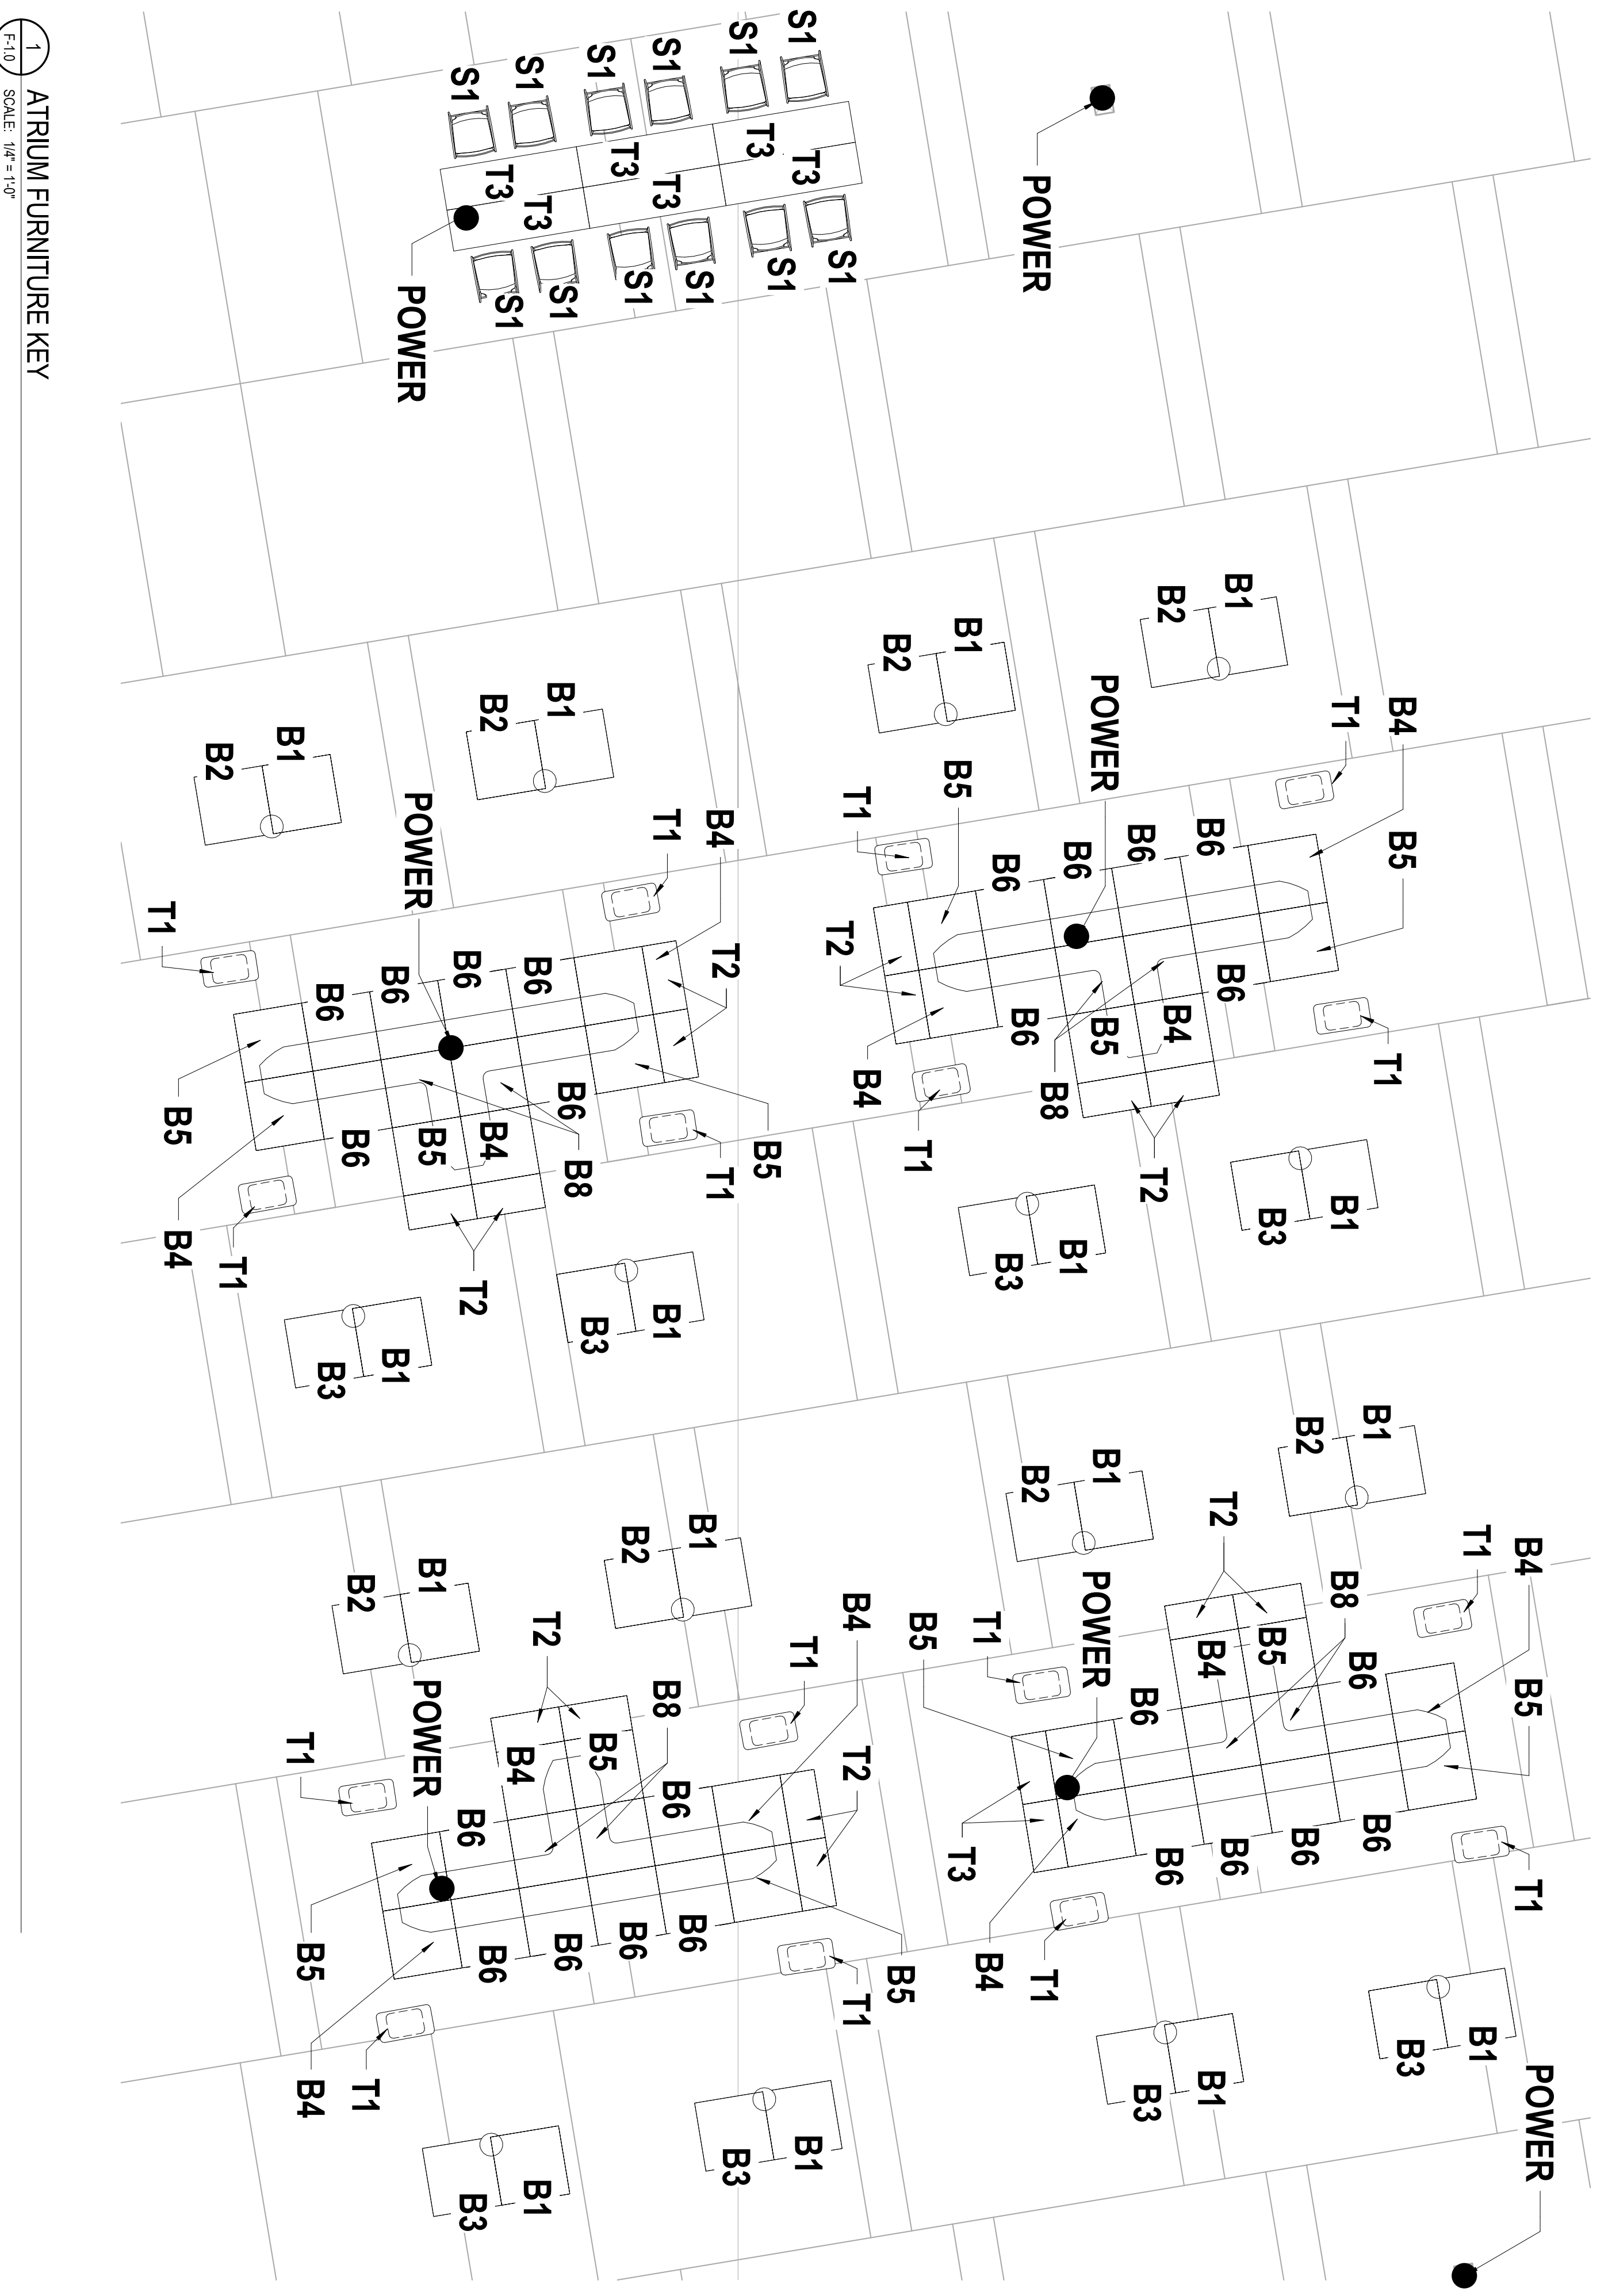 POWER
B4 B5 T1
T1 B1
B3
B4 B5
T1
B1 B6
B6
T1 B1 B8
B2 B6
B3 B5
B1 B6 B6
T2
B6 B4 B1
B2 B4 B6
T2 B6 B3
B6
POWER B5 B1 POWER
B6 B1
B8
POWER B2 T1
B6
B6 B3
T1 B4
B1 B5 T3
T1 B5
B2 B5
B4
T1 B4 T2 T1
S1 T2
S1 T3 T1 B1
S1 B5
T3
S1 B3
B4 T2 T1
S1 B1 B6
S1 T3 T1 B1 B8 B6
S1 B2 B6
T3
S1 B3 B5
S1 B1 B6 B8 B6
T3 B6 T2 B1
S1 B4
T3 S1 B2 B4 B6
S1 B6 T2 B6 B3
B5 B1 POWER
POWER POWER B6 B1
B6 B2 T1
B6 B3
B1 T1 B5 B4
B2 T1
T1 B5 B4
1 ATRIUM FURNITURE KEY
F-1.0 SCALE: 1/4" = 1'-0"